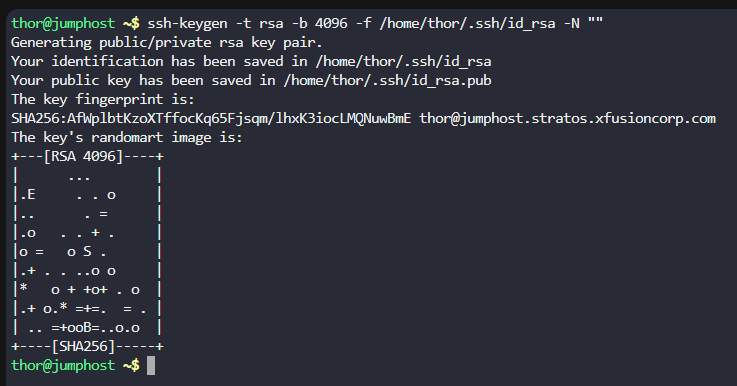 thor@jumphost ~$ ssh-keygen -t rsa -b 4096 -f /home/thor/.ssh/id_rsa -N ""
Generating public/private rsa key pair.
Your identification has been saved in /home/thor/.ssh/id_rsa
Your public key has been saved in /home/thor/.ssh/id_rsa.pub
The key fingerprint is:
SHA256:AfWplbtKzoXTffocKq65Fjsqm/lhxK3iocLMQNuwBmE thor@jumphost.stratos.xfusioncorp.com
The key's randomart image is:
+---[RSA 4096]----+
|      ...        |
|.E     . . o     |
|..      . =      |
|.o   . . + .     |
|o =   o S .      |
|.+ . . ..o o     |
|*   o + +o+ . o  |
|.+ o.* =+=.  = . |
| .. =+ooB=..o.o  |
+----[SHA256]-----+
thor@jumphost ~$